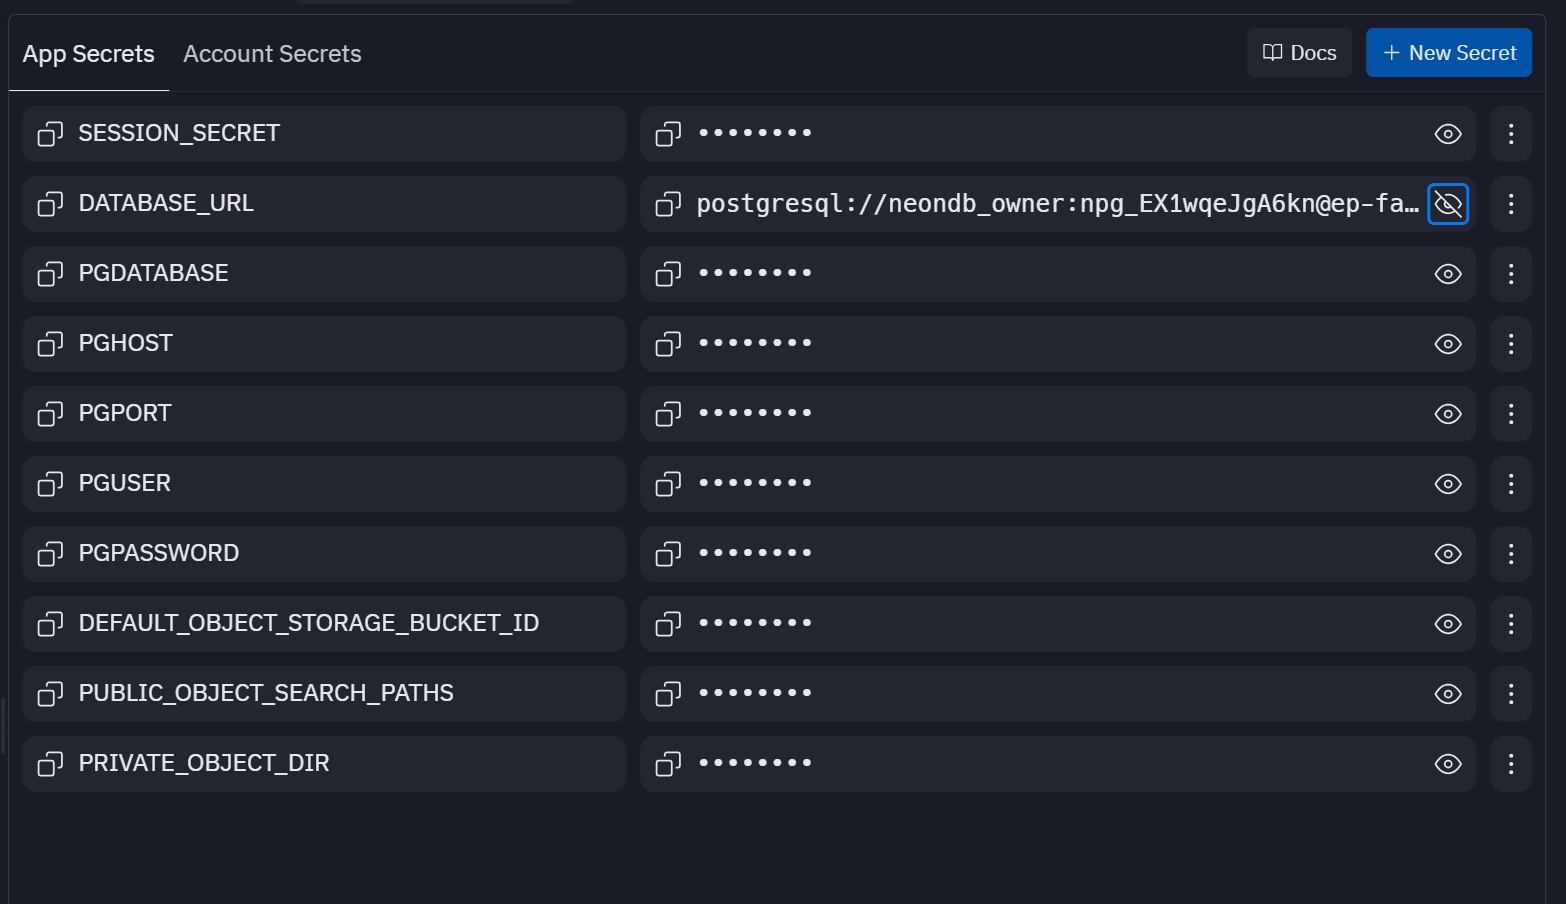 App Secrets Account Secrets Docs + New Secret
SESSION_SECRET ••••••••
DATABASE_URL postgresql://neondb_owner:npg_EX1wqeJgA6kn@ep-fa…
PGDATABASE ••••••••
PGHOST ••••••••
PGPORT ••••••••
PGUSER ••••••••
PGPASSWORD ••••••••
DEFAULT_OBJECT_STORAGE_BUCKET_ID ••••••••
PUBLIC_OBJECT_SEARCH_PATHS ••••••••
PRIVATE_OBJECT_DIR ••••••••